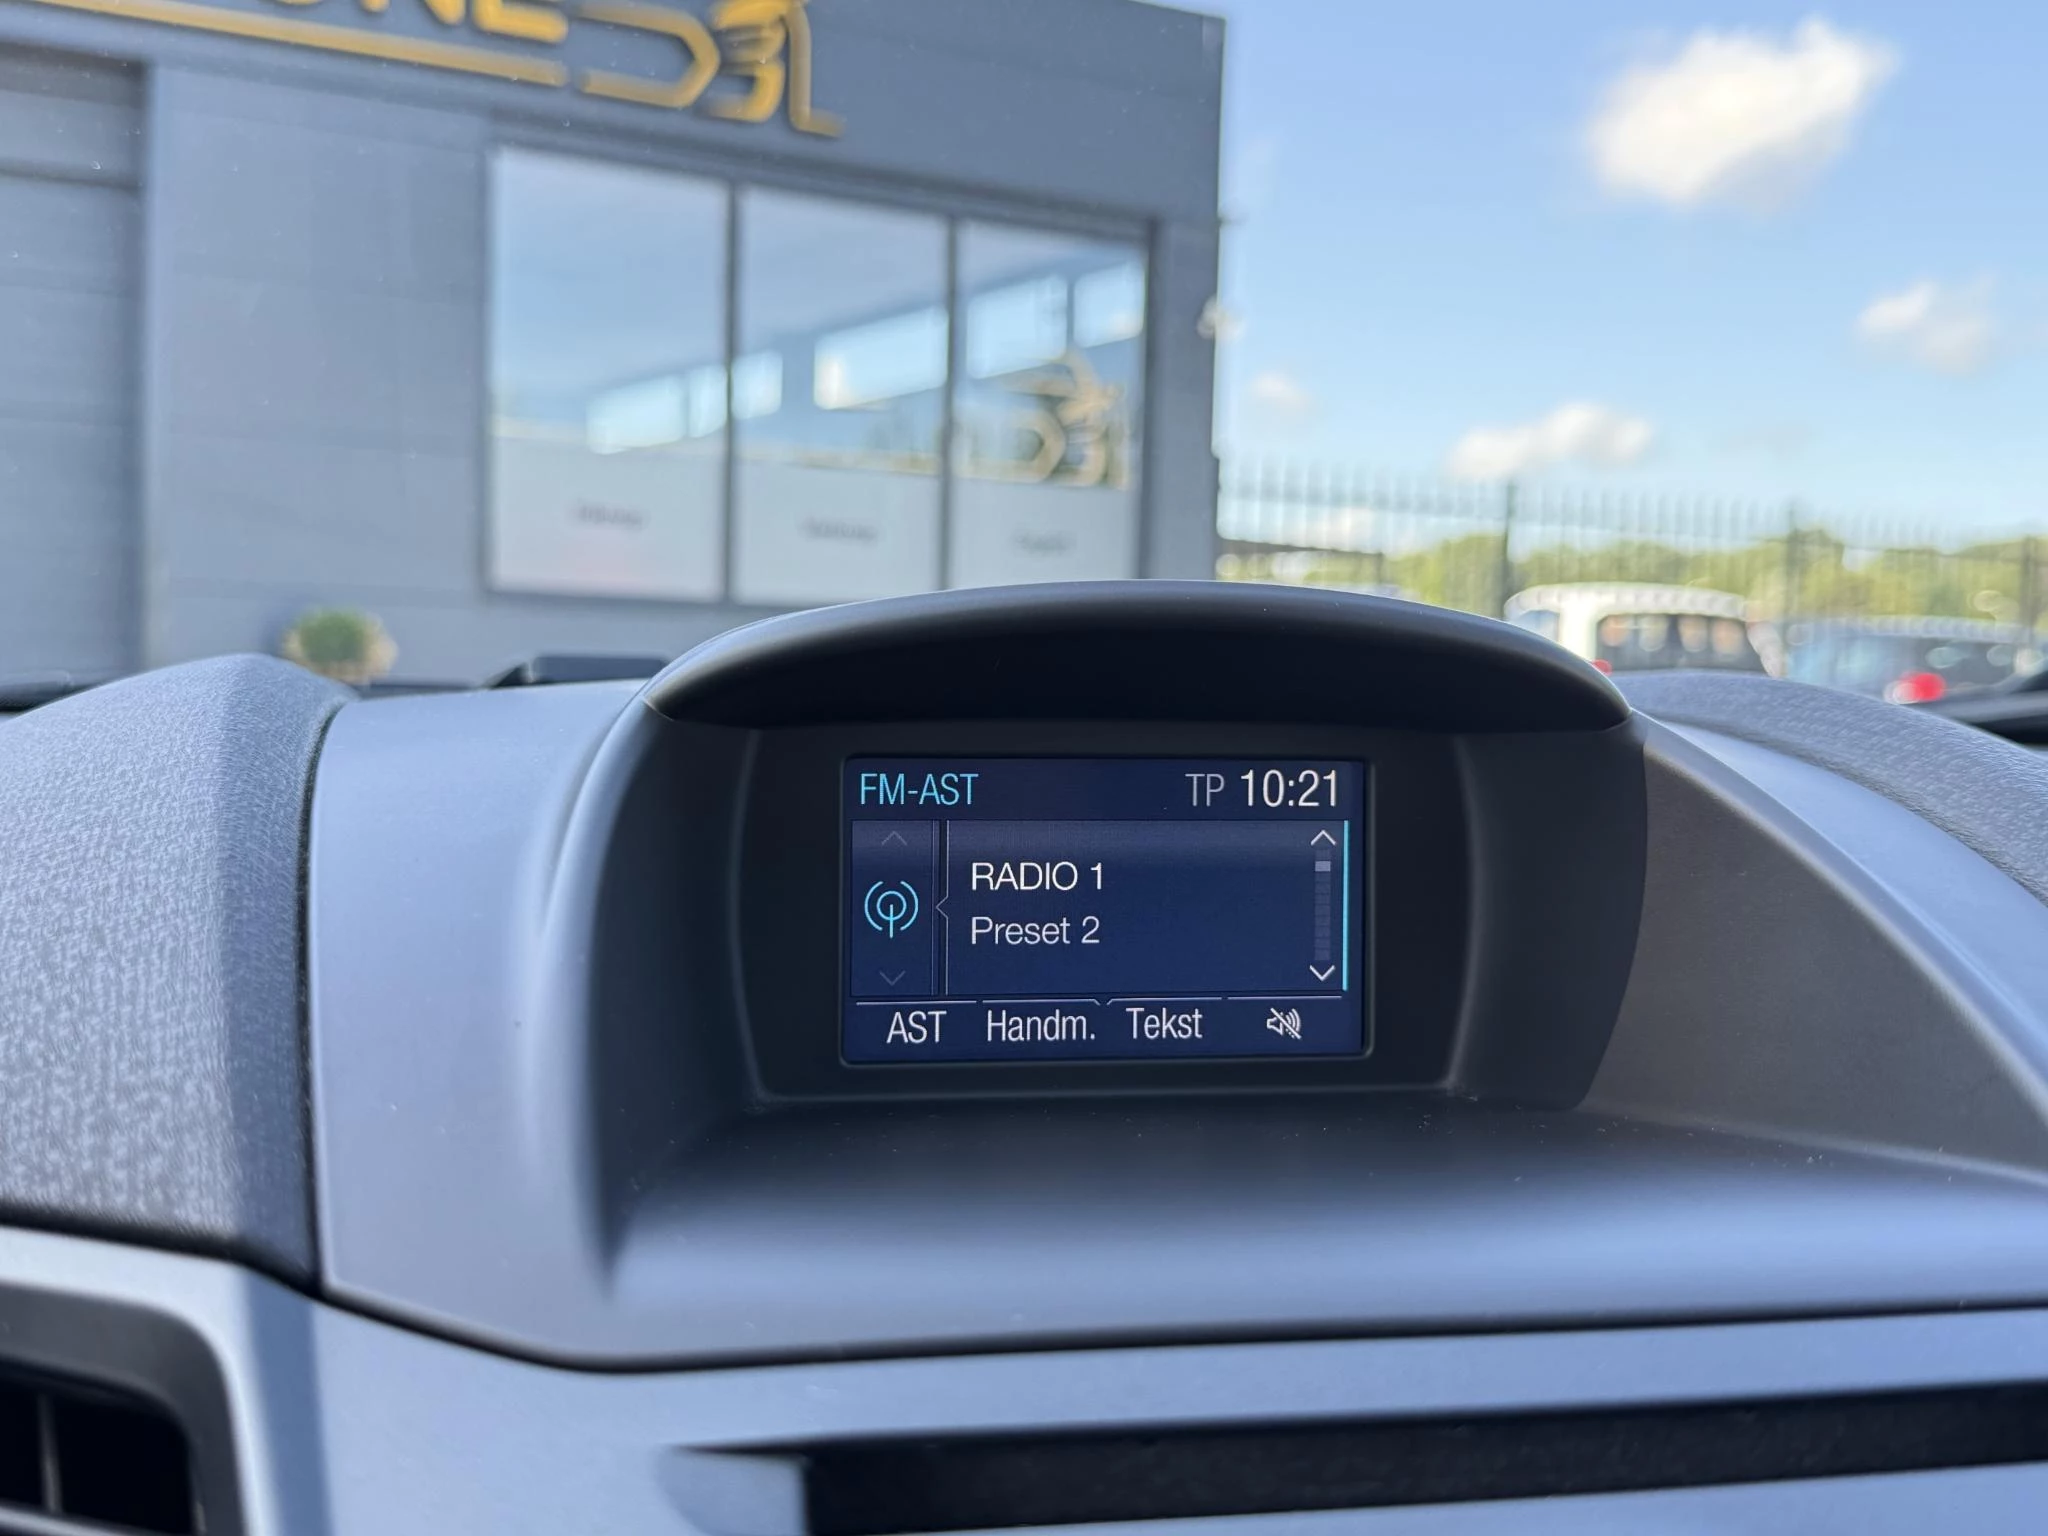 FM-AST TP 10:21
RADIO 1
Preset 2
AST Handm. Tekst